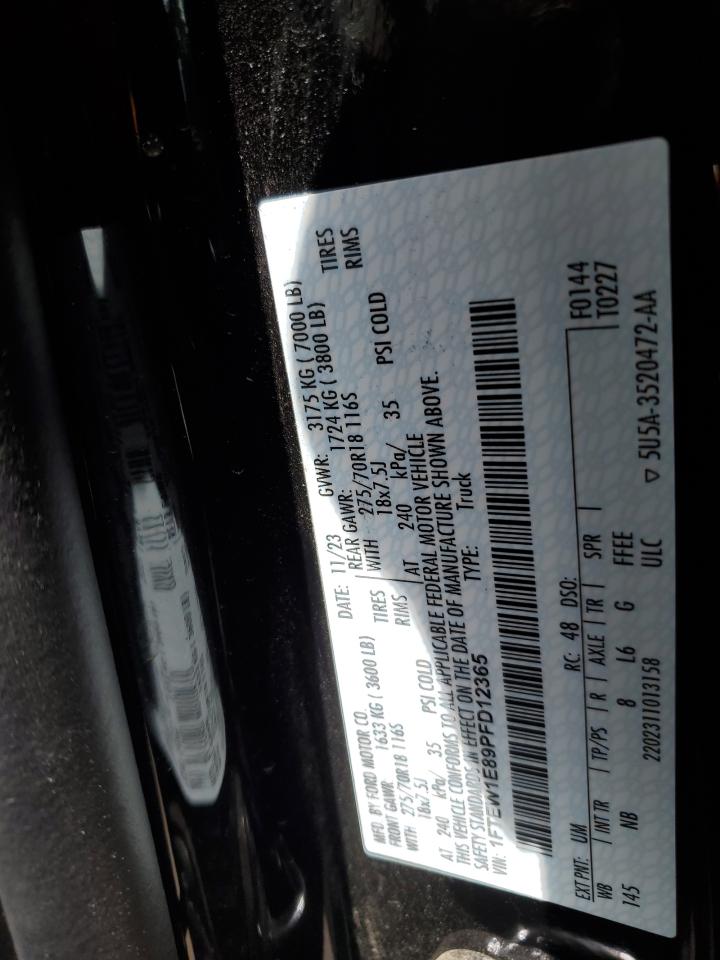 MFD. BY FORD MOTOR CO.
DATE: 11/23 GVWR: 3175 KG ( 7000 LB)
FRONT GAWR: 1633 KG ( 3600 LB) REAR GAWR: 1724 KG ( 3800 LB)
WITH 275/70R18 116S TIRES WITH 275/70R18 116S TIRES
18x7.5J RIMS 18x7.5J RIMS
AT 240 kPa/ 35 PSI COLD AT 240 kPa/ 35 PSI COLD
THIS VEHICLE CONFORMS TO ALL APPLICABLE FEDERAL MOTOR VEHICLE
SAFETY STANDARDS IN EFFECT ON THE DATE OF MANUFACTURE SHOWN ABOVE.
VIN: 1FTEW1E89PFD12365 TYPE: Truck
EXT PNT: UM RC: 48 DSO: F0144
WB INT TR TP/PS R AXLE TR SPR T0227
145 NB 8 L6 G FFEE
2202311013158 ULC ▽ 5U5A-3520472-AA